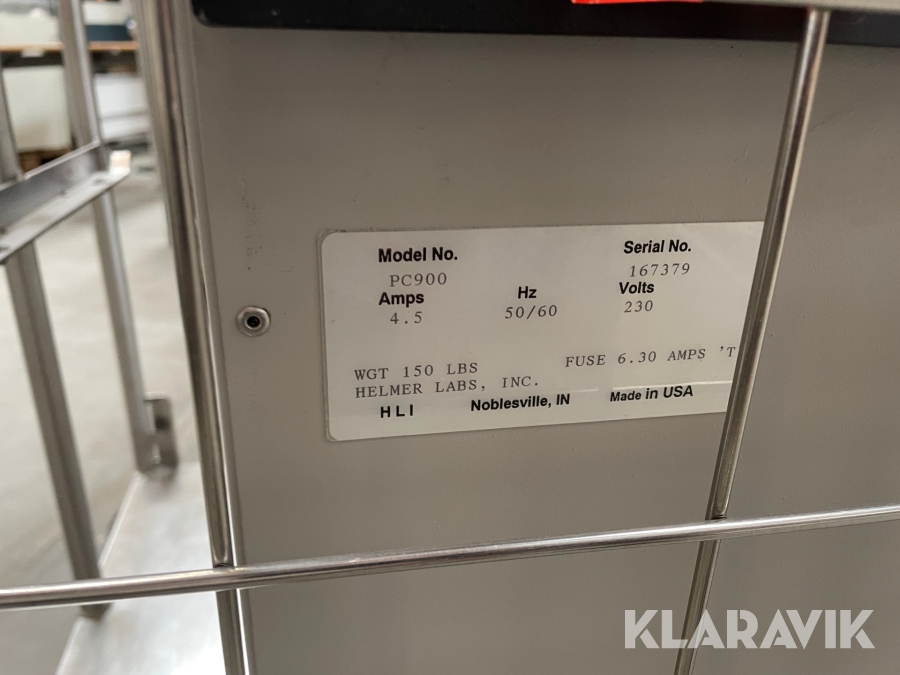 Model No. Serial No.
PC900 167379
Amps Hz Volts
4.5 50/60 230
WGT 150 LBS FUSE 6.30 AMPS 'T
HELMER LABS, INC.
HLI Noblesville, IN Made in USA
KLARAVIK